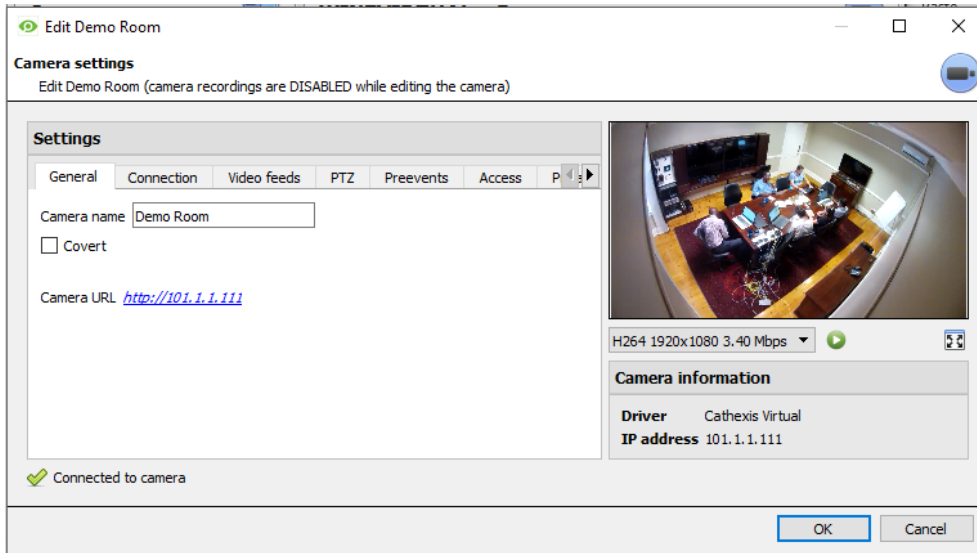 Edit Demo Room
Camera settings
Edit Demo Room (camera recordings are DISABLED while editing the camera)
Settings
General Connection Video feeds PTZ Preevents Access
Camera name Demo Room
Covert
Camera URL http://101.1.1.111
H264 1920x1080 3.40 Mbps
Camera information
Driver Cathexis Virtual
IP address 101.1.1.111
Connected to camera
OK Cancel